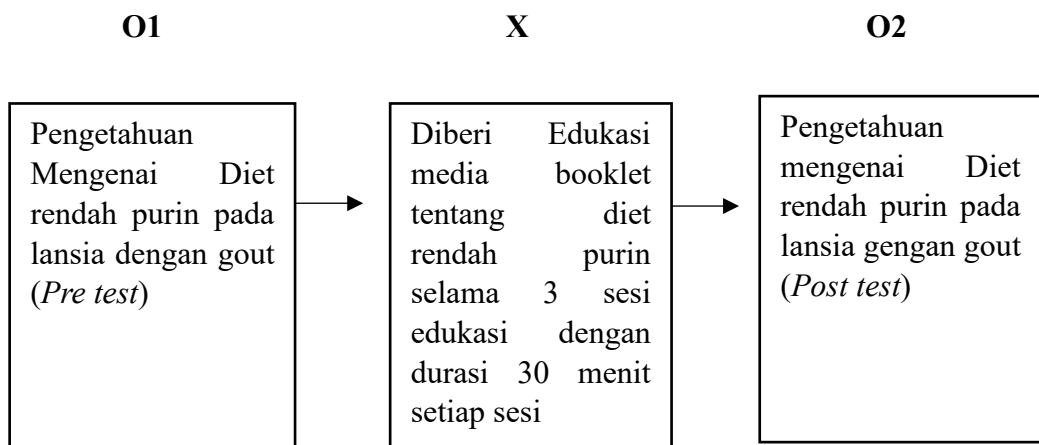 O1
X
O2
Pengetahuan
Mengenai Diet
rendah purin pada
lansia dengan gout
(Pre test)
Diberi Edukasi
media booklet
tentang diet
rendah purin
selama 3 sesi
edukasi dengan
durasi 30 menit
setiap sesi
Pengetahuan
mengenai Diet
rendah purin pada
lansia gengan gout
(Post test)